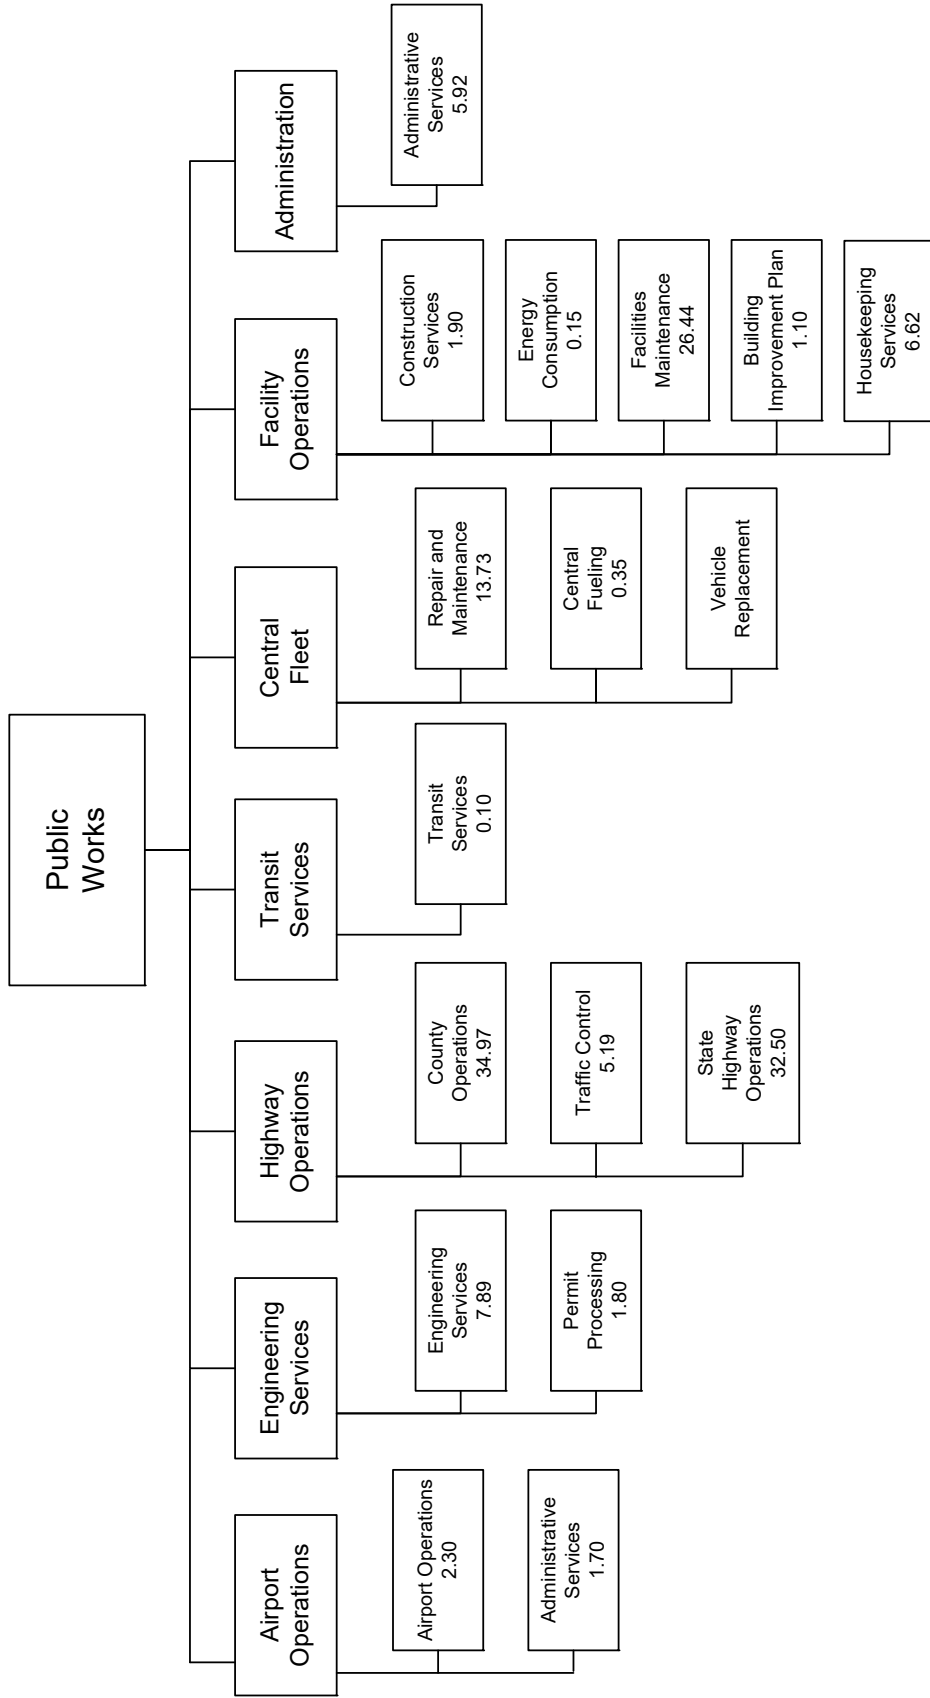 Public
Works
Airport
Operations
Engineering
Services
Highway
Operations
Transit
Services
Central
Fleet
Facility
Operations
Administration
Airport Operations
2.30
Administrative
Services
1.70
Engineering
Services
7.89
Permit
Processing
1.80
County
Operations
34.97
Traffic Control
5.19
State
Highway
Operations
32.50
Transit
Services
0.10
Repair and
Maintenance
13.73
Central
Fueling
0.35
Vehicle
Replacement
Construction
Services
1.90
Energy
Consumption
0.15
Facilities
Maintenance
26.44
Building
Improvement Plan
1.10
Housekeeping
Services
6.62
Administrative
Services
5.92